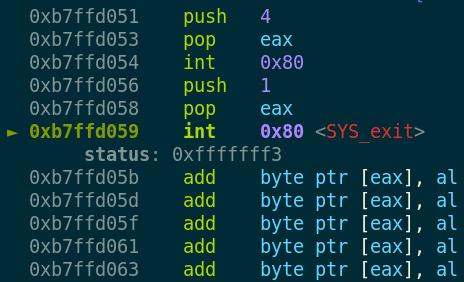 0xb7ffd051 push 4
0xb7ffd053 pop eax
0xb7ffd054 int 0x80
0xb7ffd056 push 1
0xb7ffd058 pop eax
► 0xb7ffd059 int 0x80 <SYS_exit>
status: 0xfffffff3
0xb7ffd05b add byte ptr [eax], al
0xb7ffd05d add byte ptr [eax], al
0xb7ffd05f add byte ptr [eax], al
0xb7ffd061 add byte ptr [eax], al
0xb7ffd063 add byte ptr [eax], al